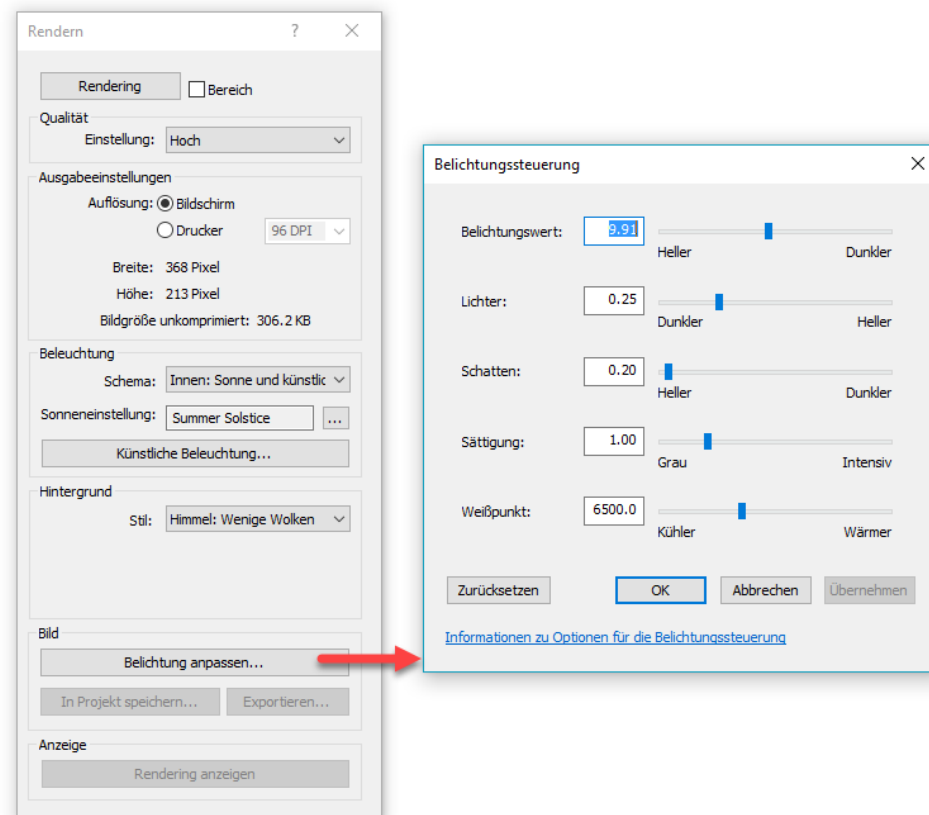 Rendern ?
Rendering Bereich
Qualität
Einstellung: Hoch
Ausgabeeinstellungen
Auflösung: Bildschirm
Drucker 96 DPI
Breite: 368 Pixel
Höhe: 213 Pixel
Bildgröße unkomprimiert: 306.2 KB
Beleuchtung
Schema: Innen: Sonne und künstlic
Sonneneinstellung: Summer Solstice ...
Künstliche Beleuchtung...
Hintergrund
Stil: Himmel: Wenige Wolken
Bild
Belichtung anpassen...
In Projekt speichern... Exportieren...
Anzeige
Rendering anzeigen
Belichtungssteuerung
Belichtungswert: 9.91
Heller Dunkler
Lichter: 0.25
Dunkler Heller
Schatten: 0.20
Heller Dunkler
Sättigung: 1.00
Grau Intensiv
Weißpunkt: 6500.0
Kühler Wärmer
Zurücksetzen OK Abbrechen Übernehmen
Informationen zu Optionen für die Belichtungssteuerung